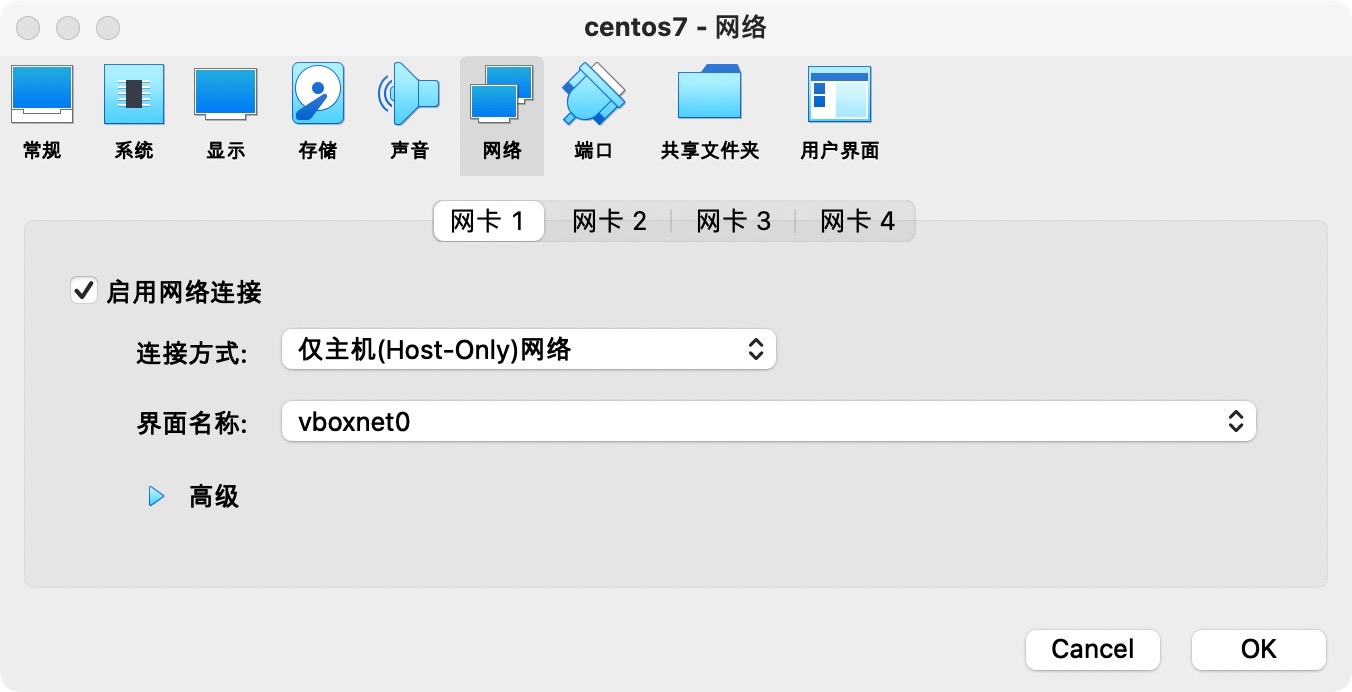 centos7 - 网络
常规 系统 显示 存储 声音 网络 端口 共享文件夹 用户界面
网卡 1 网卡 2 网卡 3 网卡 4
启用网络连接
连接方式: 仅主机(Host-Only)网络
界面名称: vboxnet0
高级
Cancel OK